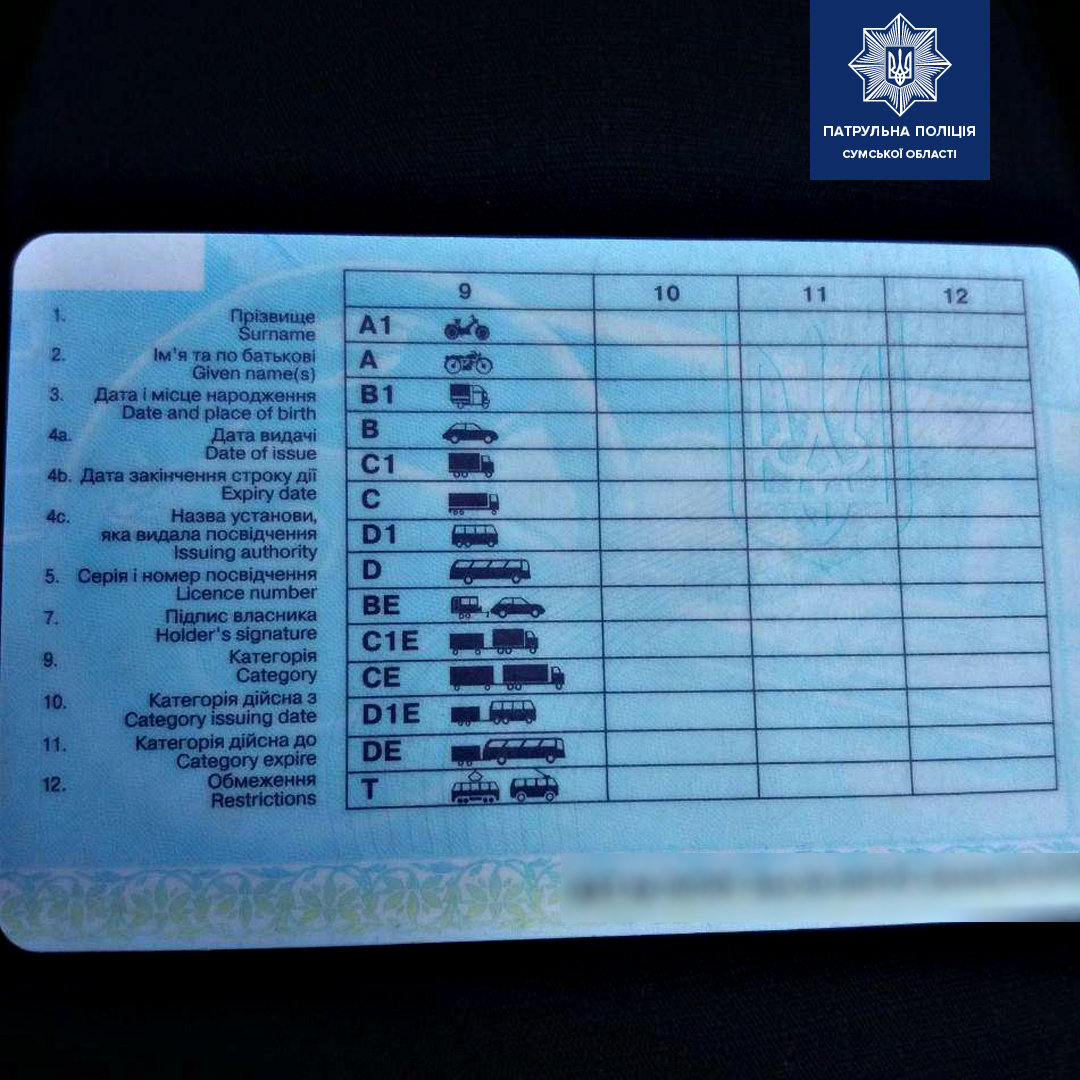 ПАТРУЛЬНА ПОЛІЦІЯ
СУМСЬКОЇ ОБЛАСТІ
1. Прізвище
Surname
2. Ім'я та по батькові
Given name(s)
3. Дата і місце народження
Date and place of birth
4a. Дата видачі
Date of issue
4b. Дата закінчення строку дії
Expiry date
4c. Назва установи,
яка видала посвідчення
Issuing authority
5. Серія і номер посвідчення
Licence number
7. Підпис власника
Holder's signature
9. Категорія
Category
10. Категорія дійсна з
Category issuing date
11. Категорія дійсна до
Category expire
12. Обмеження
Restrictions
9 10 11 12
A1
A
B1
B
C1
C
D1
D
BE
C1E
CE
D1E
DE
T